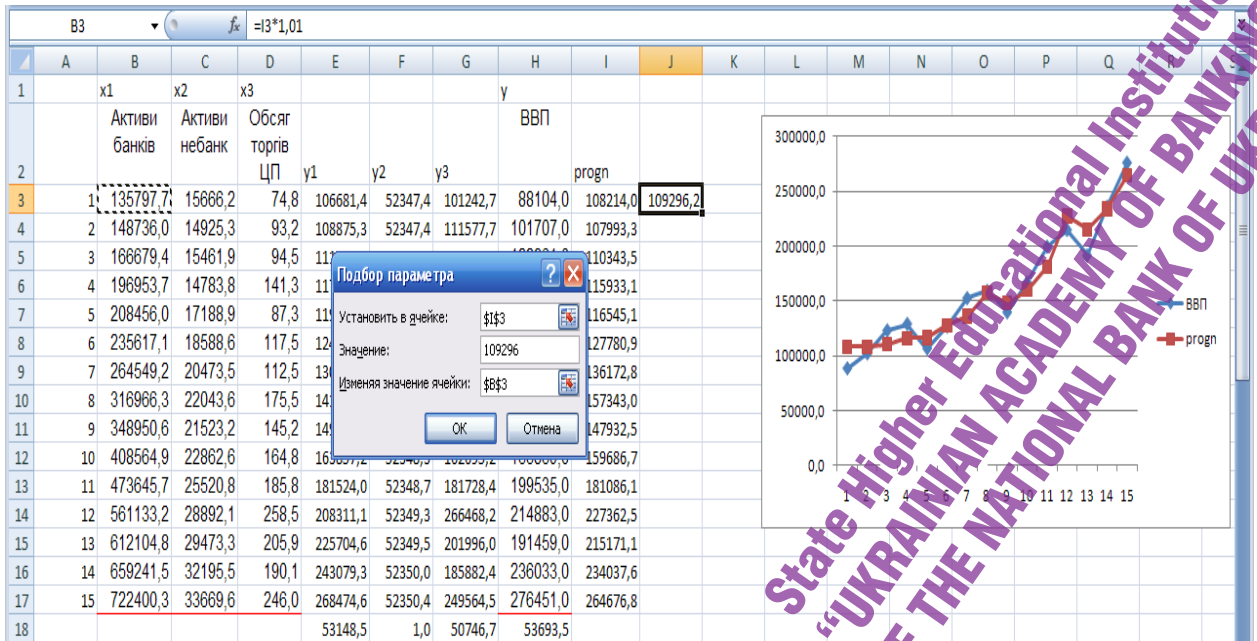 B3 fx =I3*1,01
A B C D E F G H I J K L M N O P Q R S
1 x1 x2 x3 y
2 Активи банків Активи небанк Обсяг торгів ЦП y1 y2 y3 ВВП progn
3 1 135797,7 15666,2 74,8 106681,4 52347,4 101242,7 88104,0 108214,0 109296,2
4 2 148736,0 14925,3 93,2 108875,3 52347,4 111577,7 101707,0 107993,3
5 3 166679,4 15461,9 94,5 110343,5
6 4 196953,7 14783,8 141,3 115933,1
7 5 208456,0 17188,9 87,3 116545,1
8 6 235617,1 18588,6 117,5 127780,9
9 7 264549,2 20473,5 112,5 136172,8
10 8 316966,3 22043,6 175,5 157343,0
11 9 348950,6 21523,2 145,2 147932,5
12 10 408564,9 22862,6 164,8 159686,7
13 11 473645,7 25520,8 185,8 181524,0 52348,7 181728,4 199535,0 181086,1
14 12 561133,2 28892,1 258,5 208311,1 52349,3 266468,2 214883,0 227362,5
15 13 612104,8 29473,3 205,9 225704,6 52349,5 201996,0 191459,0 215171,1
16 14 659241,5 32195,5 190,1 243079,3 52350,0 185882,4 236033,0 234037,6
17 15 722400,3 33669,6 246,0 268474,6 52350,4 249564,5 276451,0 264676,8
18 53148,5 1,0 50746,7 53693,5
Подбор параметра
Установить в ячейке: $I$3
Значение: 109296
Изменяя значение ячейки: $B$3
ОК Отмена
300000,0
250000,0
200000,0
150000,0
100000,0
50000,0
0,0
1 2 3 4 5 6 7 8 9 10 11 12 13 14 15
ВВП
progn
State Higher Educational Institution
“UKRAINIAN ACADEMY OF BANKING
OF THE NATIONAL BANK OF UKR